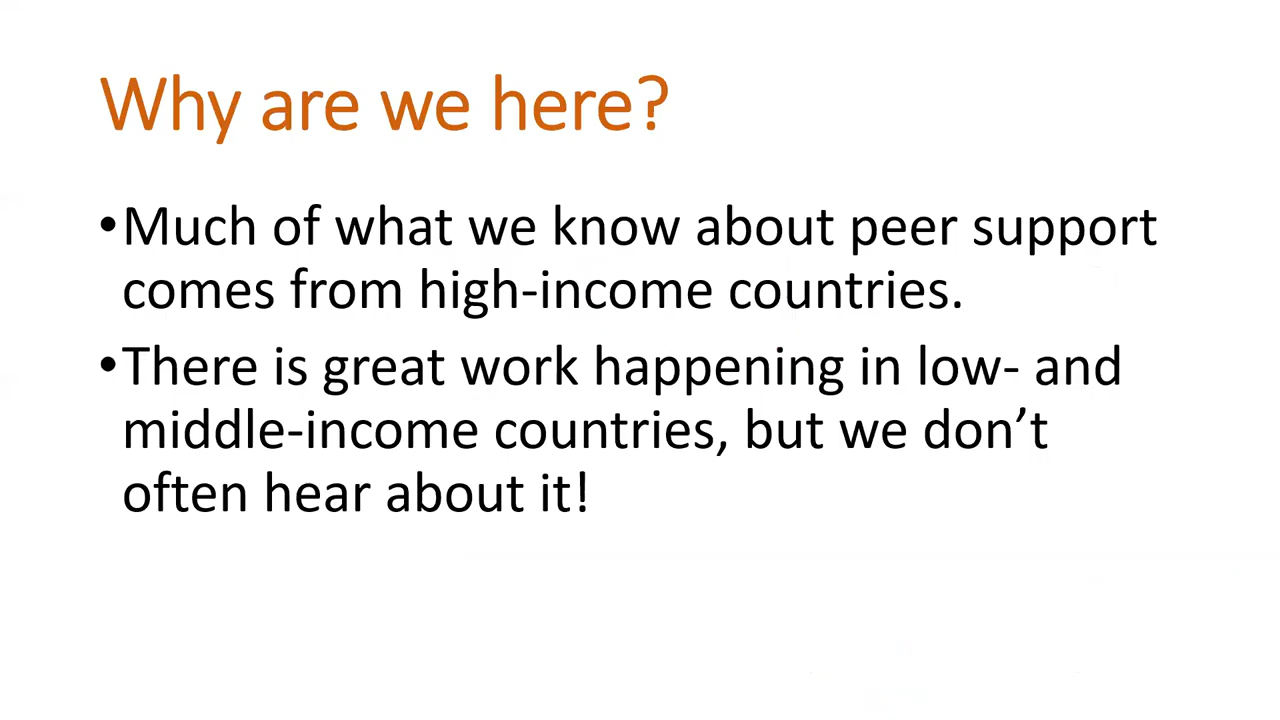 Why are we here?
•Much of what we know about peer support
comes from high-income countries.
•There is great work happening in low- and
middle-income countries, but we don’t
often hear about it!